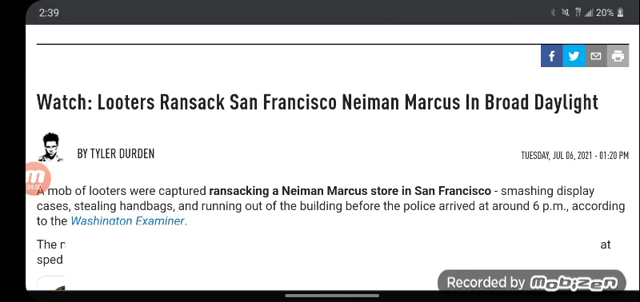 2:39
20%
Watch: Looters Ransack San Francisco Neiman Marcus In Broad Daylight
BY TYLER DURDEN
TUESDAY, JUL 06, 2021 - 01:20 PM
A mob of looters were captured ransacking a Neiman Marcus store in San Francisco - smashing display
cases, stealing handbags, and running out of the building before the police arrived at around 6 p.m., according
to the Washington Examiner.
The at
sped
Recorded by Mobizen